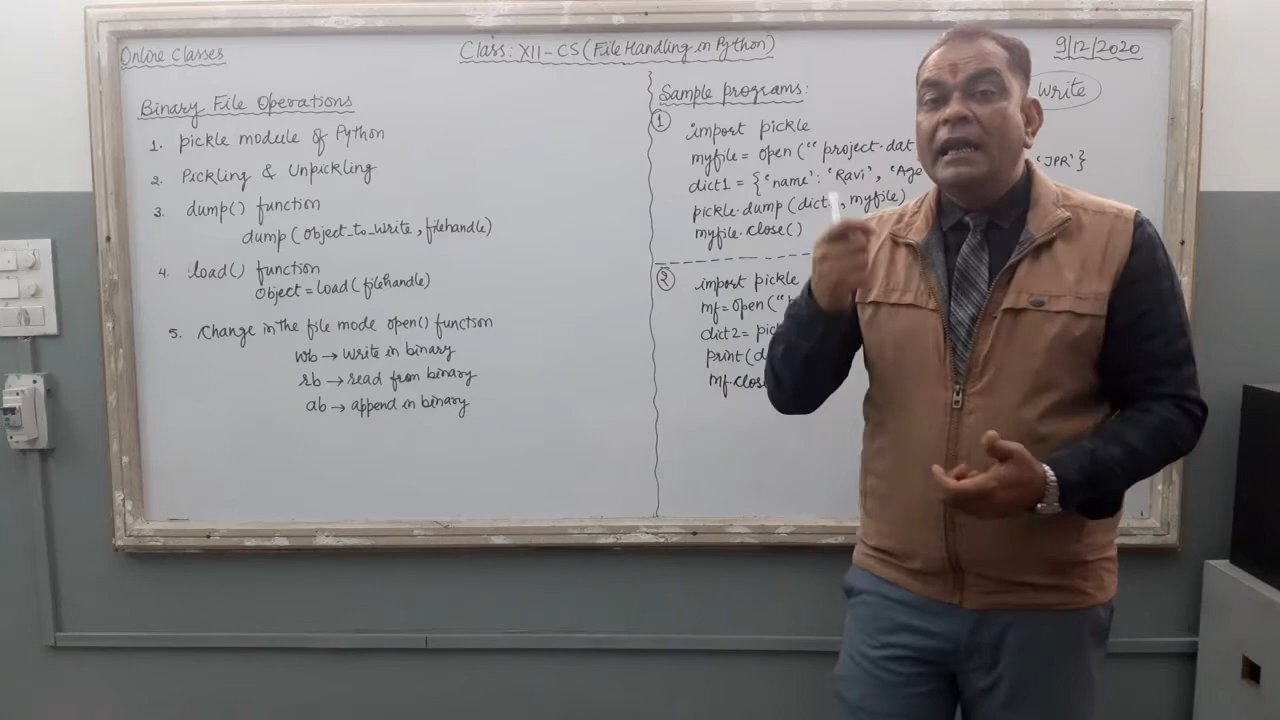 Online Classes
Class: XII-CS (File Handling in Python)
9/12/2020
Binary File Operations
1. pickle module of Python
2. Pickling & Unpickling
3. dump() function
dump (object_to_write, filehandle)
4. load() function
object = load (filehandle)
5. Change in the file mode open() function
wb → write in binary
rb → read from binary
ab → append in binary
Sample programs:
Write
1
import pickle
myfile = open (" project.dat
dict1 = {'name': 'Ravi', 'Age 'JPR'}
pickle.dump (dict , myfile)
myfile.close()
2
import pickle
mf = open ("
dict2 =
print (
mf.close